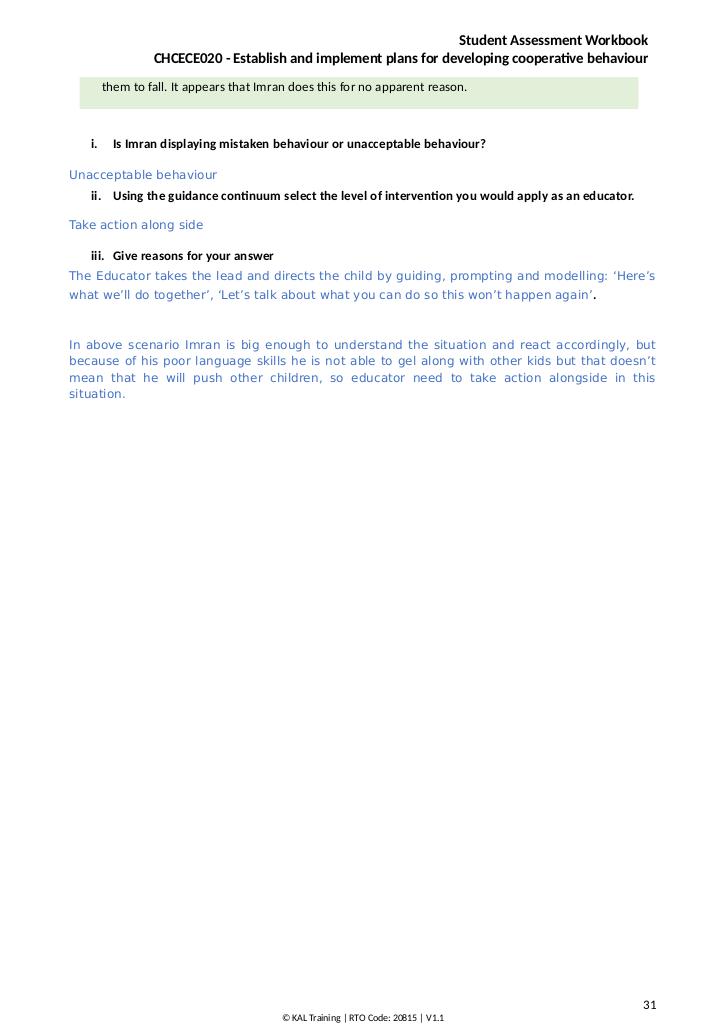 Student Assessment Workbook
CHCECE020 - Establish and implement plans for developing cooperative behaviour
them to fall. It appears that Imran does this for no apparent reason.
i. Is Imran displaying mistaken behaviour or unacceptable behaviour?
Unacceptable behaviour
ii. Using the guidance continuum select the level of intervention you would apply as an educator.
Take action along side
iii. Give reasons for your answer
The Educator takes the lead and directs the child by guiding, prompting and modelling: ‘Here’s
what we’ll do together’, ‘Let’s talk about what you can do so this won’t happen again’.
In above scenario Imran is big enough to understand the situation and react accordingly, but
because of his poor language skills he is not able to gel along with other kids but that doesn’t
mean that he will push other children, so educator need to take action alongside in this
situation.
31
© KAL Training | RTO Code: 20815 | V1.1